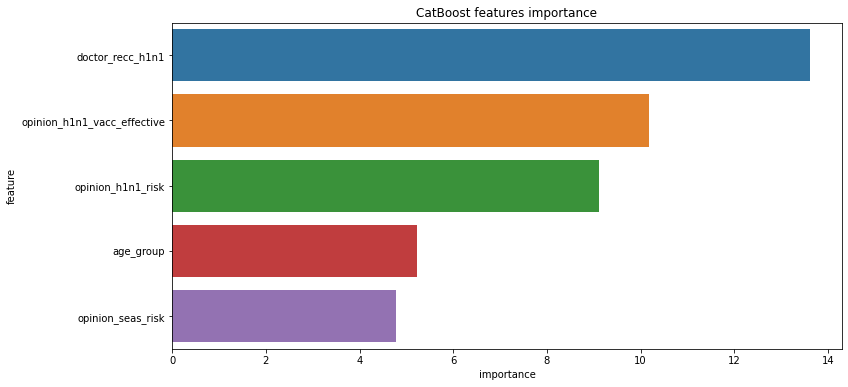 CatBoost features importance
feature
doctor_recc_h1n1
opinion_h1n1_vacc_effective
opinion_h1n1_risk
age_group
opinion_seas_risk
0 2 4 6 8 10 12 14
importance